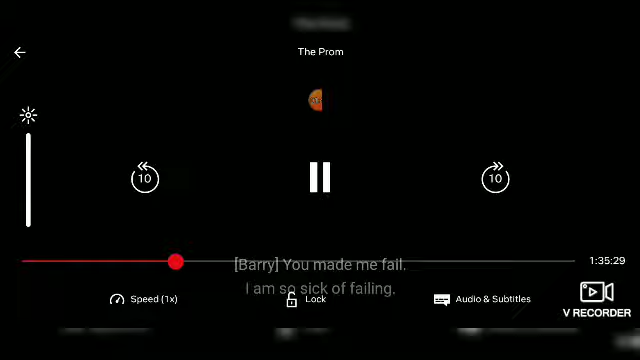 The Prom
10
10
[Barry] You made me fail.
1:35:29
I am so sick of failing.
Speed (1x)
Lock
Audio & Subtitles
V RECORDER